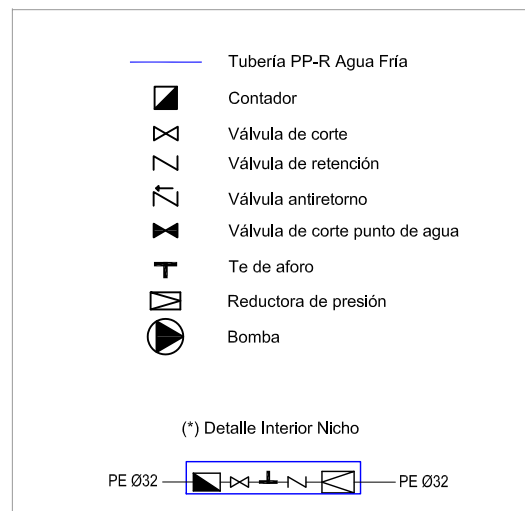 Tubería PP-R Agua Fría
Contador
Válvula de corte
Válvula de retención
Válvula antiretorno
Válvula de corte punto de agua
Te de aforo
Reductora de presión
Bomba
(*) Detalle Interior Nicho
PE Ø32 PE Ø32